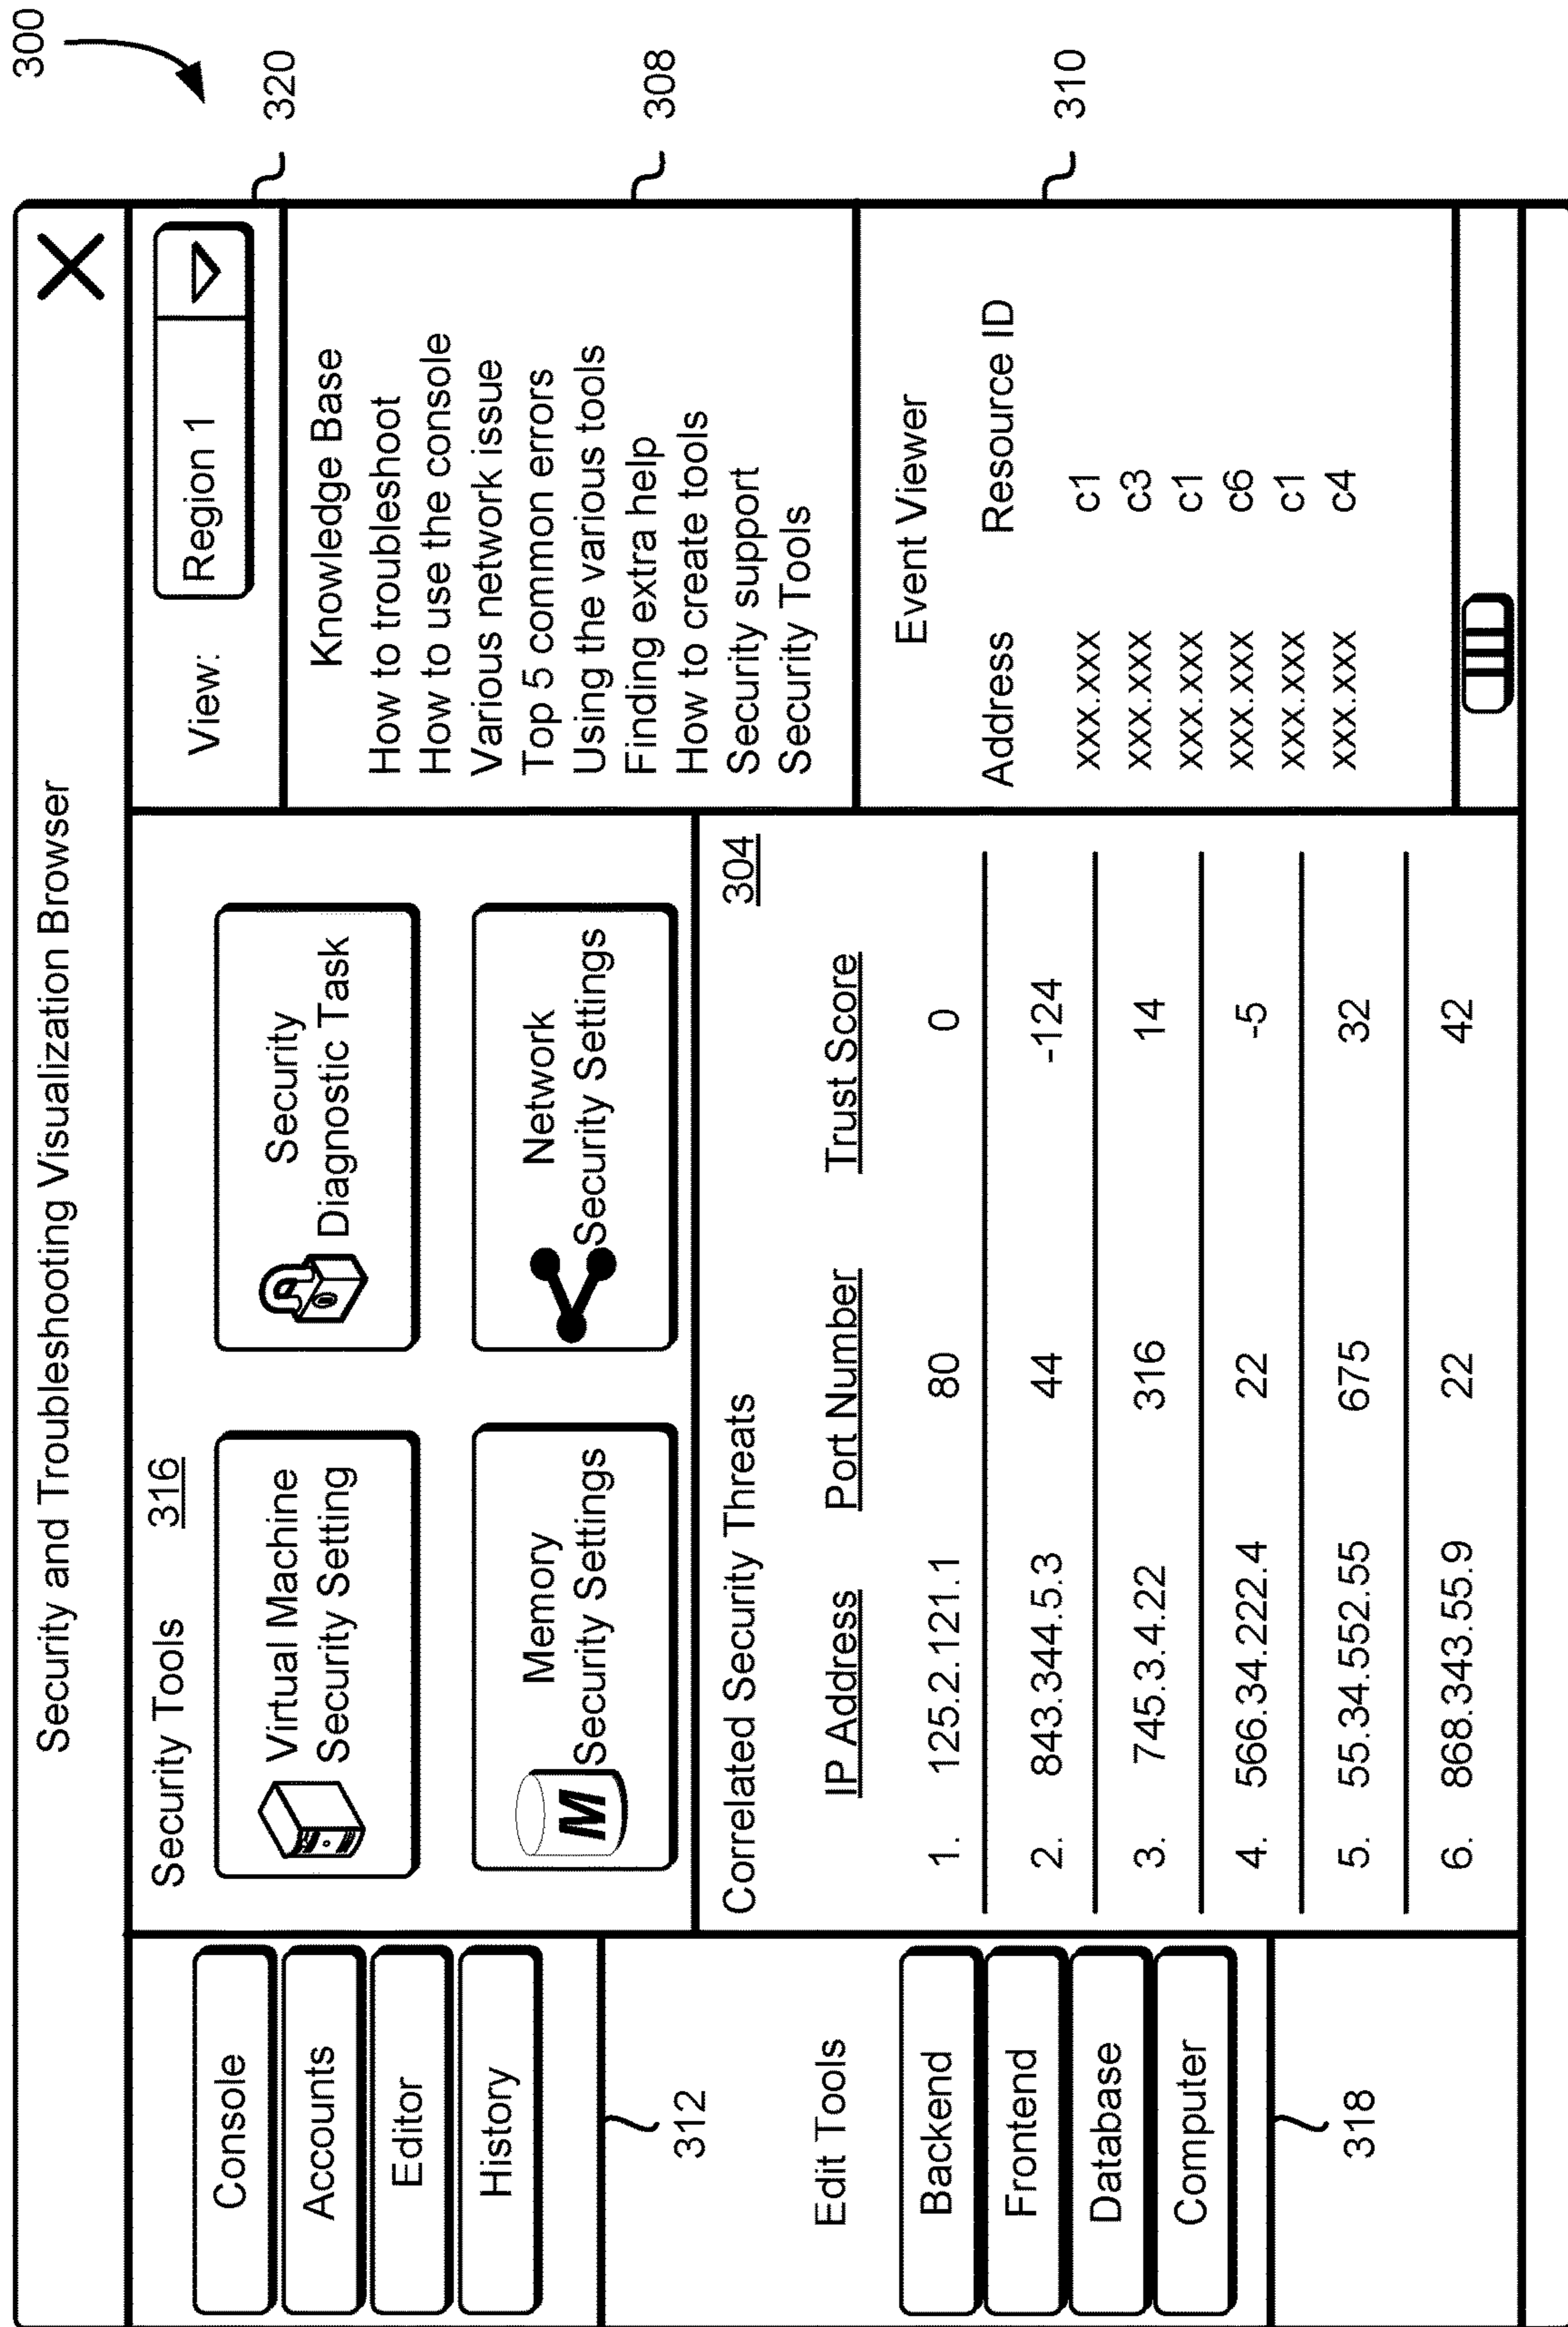 300
Security and Troubleshooting Visualization Browser
Console
Accounts
Editor
History
312
Edit Tools
Backend
Frontend
Database
Computer
318
Security Tools 316
Virtual Machine
Security Setting
Security
Diagnostic Task
M
Memory
Security Settings
Network
Security Settings
Correlated Security Threats 304
IP Address Port Number Trust Score
1. 125.2.121.1 80 0
2. 843.344.5.3 44 -124
3. 745.3.4.22 316 14
4. 566.34.222.4 22 -5
5. 55.34.552.55 675 32
6. 868.343.55.9 22 42
View: Region 1
320
Knowledge Base
How to troubleshoot
How to use the console
Various network issue
Top 5 common errors
Using the various tools
Finding extra help
How to create tools
Security support
Security Tools
308
Event Viewer
Address Resource ID
xxx.xxx c1
xxx.xxx c3
xxx.xxx c1
xxx.xxx c6
xxx.xxx c1
xxx.xxx c4
310